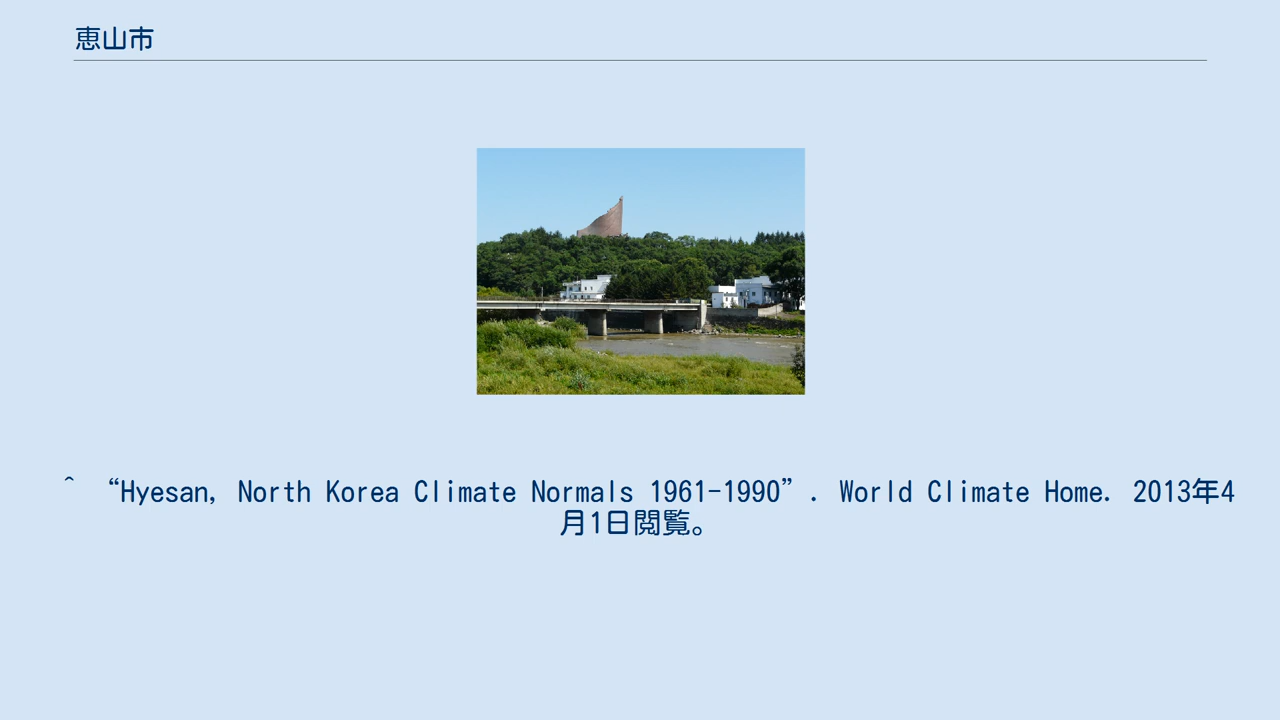 恵山市
^ “Hyesan, North Korea Climate Normals 1961-1990”. World Climate Home. 2013年4
月1日閲覧。